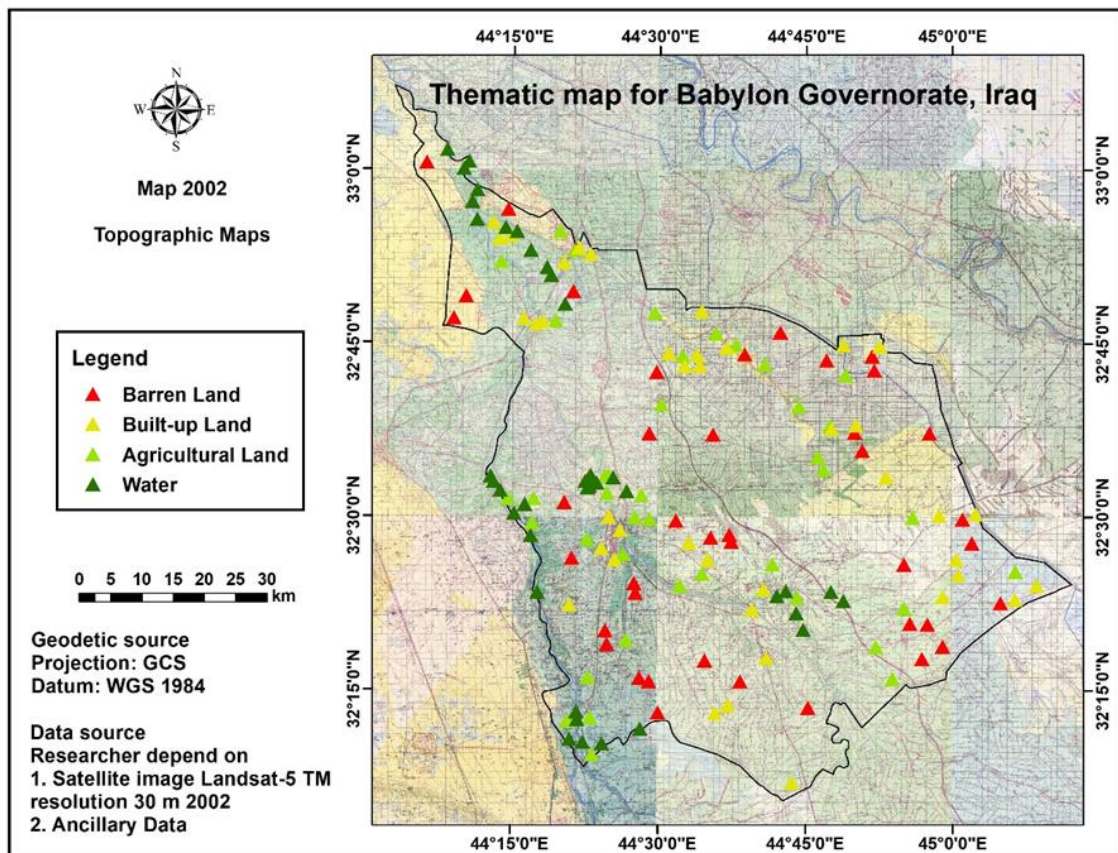 44°15'0"E 44°30'0"E 44°45'0"E 45°0'0"E
Thematic map for Babylon Governorate, Iraq
N
W E
S
Map 2002
Topographic Maps
33°0'0"N 33°0'0"N
32°45'0"N 32°45'0"N
32°30'0"N 32°30'0"N
32°15'0"N 32°15'0"N
Legend
Barren Land
Built-up Land
Agricultural Land
Water
0 5 10 15 20 25 30
km
Geodetic source
Projection: GCS
Datum: WGS 1984
Data source
Researcher depend on
1. Satellite image Landsat-5 TM
resolution 30 m 2002
2. Ancillary Data
44°15'0"E 44°30'0"E 44°45'0"E 45°0'0"E